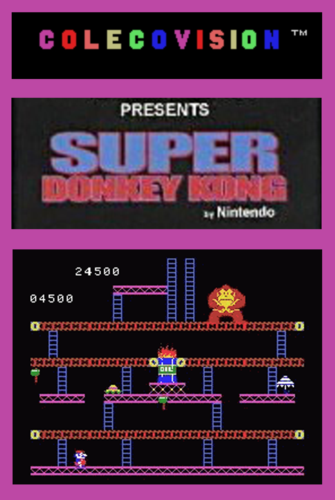 COLECOVISION ™
PRESENTS
SUPER
DONKEY KONG
by Nintendo
24500
04500
OIL